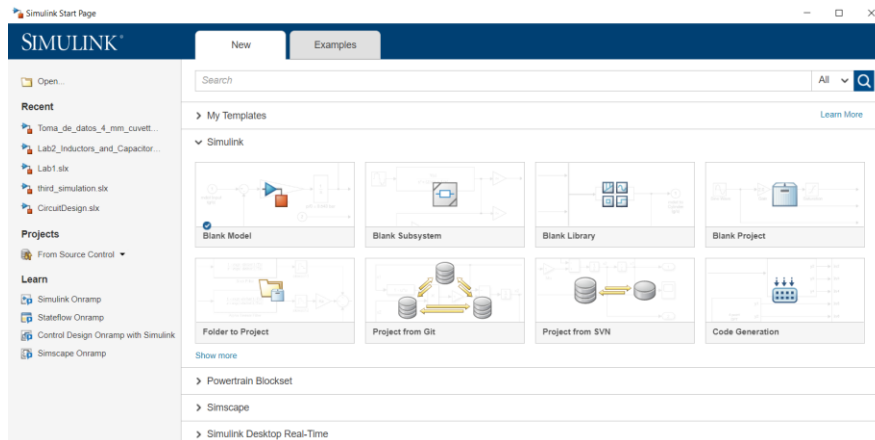 Simulink Start Page
SIMULINK®
New
Examples
Open...
Recent
Toma_de_datos_4_mm_cuvett...
Lab2_Inductors_and_Capacitor...
Lab1.slx
third_simulation.slx
CircuitDesign.slx
Projects
From Source Control
Learn
Simulink Onramp
Stateflow Onramp
Control Design Onramp with Simulink
Simscape Onramp
Search
All
My Templates
Learn More
Simulink
Blank Model
Blank Subsystem
Blank Library
Blank Project
Folder to Project
Project from Git
Project from SVN
Code Generation
Show more
Powertrain Blockset
Simscape
Simulink Desktop Real-Time